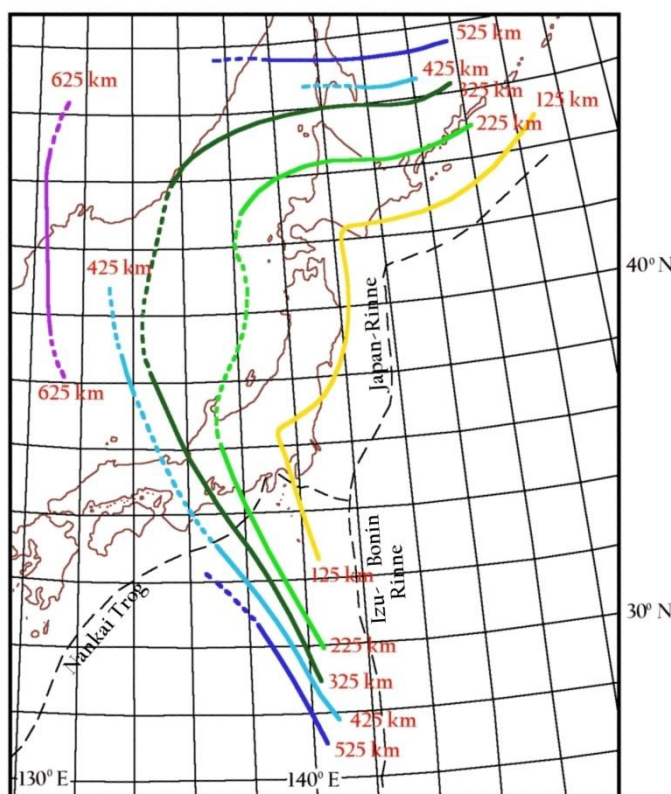 525 km
425 km
625 km
325 km
125 km
225 km
40° N
425 km
Japan-Rinne
625 km
Izu- Bonin
Rinne
125 km
Nankai Trog
30° N
225 km
325 km
425 km
525 km
130° E
140° E